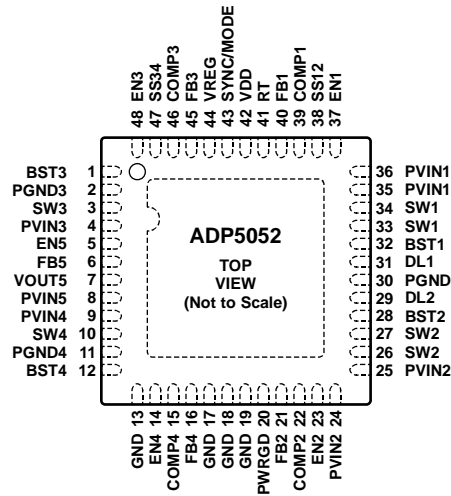 48 EN3
47 SS34
46 COMP3
45 FB3
44 VREG
43 SYNC/MODE
42 VDD
41 RT
40 FB1
39 COMP1
38 SS12
37 EN1
BST3 1
PGND3 2
SW3 3
PVIN3 4
EN5 5
FB5 6
VOUT5 7
PVIN5 8
PVIN4 9
SW4 10
PGND4 11
BST4 12
ADP5052
TOP
VIEW
(Not to Scale)
36 PVIN1
35 PVIN1
34 SW1
33 SW1
32 BST1
31 DL1
30 PGND
29 DL2
28 BST2
27 SW2
26 SW2
25 PVIN2
GND 13
EN4 14
COMP4 15
FB4 16
GND 17
GND 18
GND 19
PWRGD 20
FB2 21
COMP2 22
EN2 23
PVIN2 24